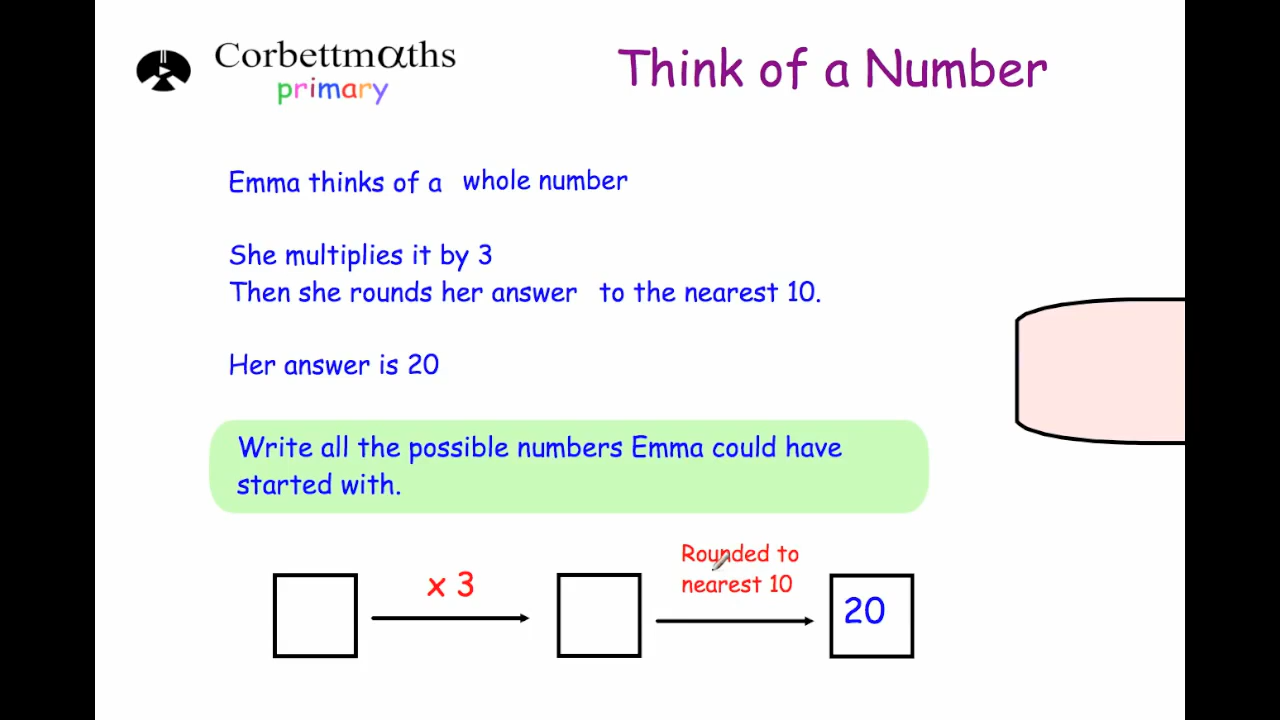 Corbettmαths
primary
Think of a Number
Emma thinks of a whole number
She multiplies it by 3
Then she rounds her answer to the nearest 10.
Her answer is 20
Write all the possible numbers Emma could have
started with.
x 3
Rounded to
nearest 10
20